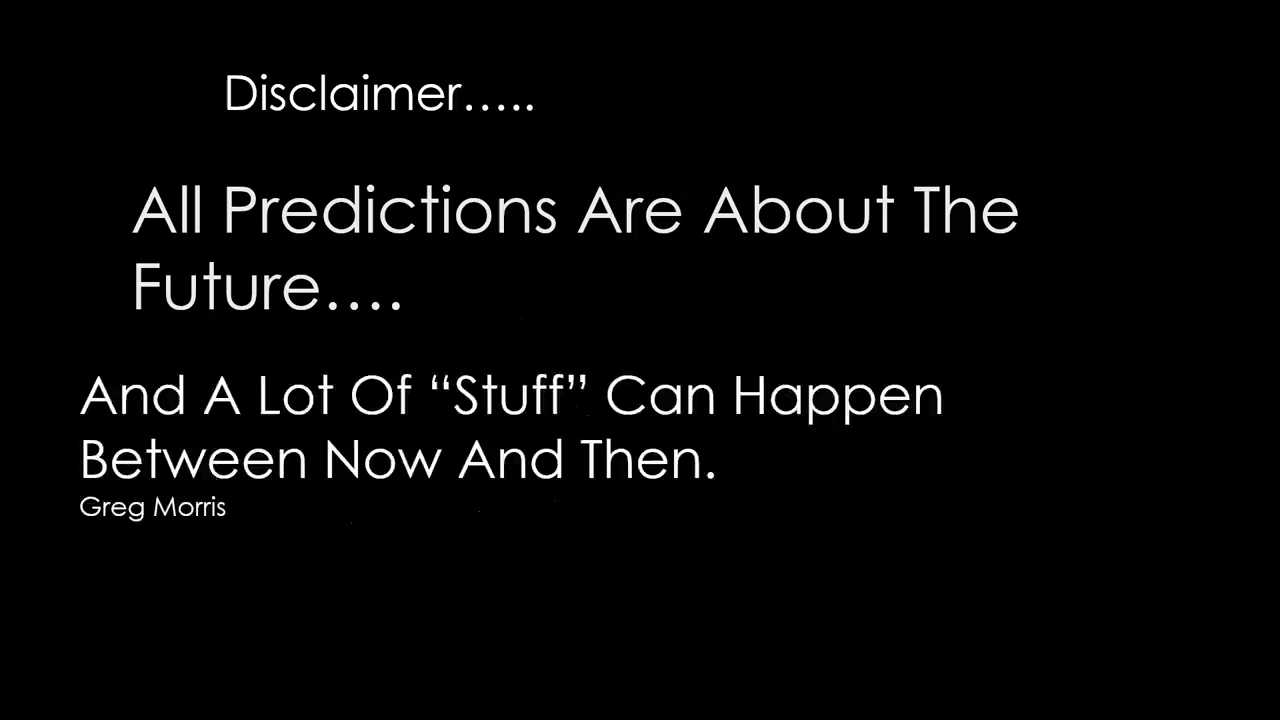 Disclaimer…..
All Predictions Are About The
Future….
And A Lot Of “Stuff” Can Happen
Between Now And Then.
Greg Morris